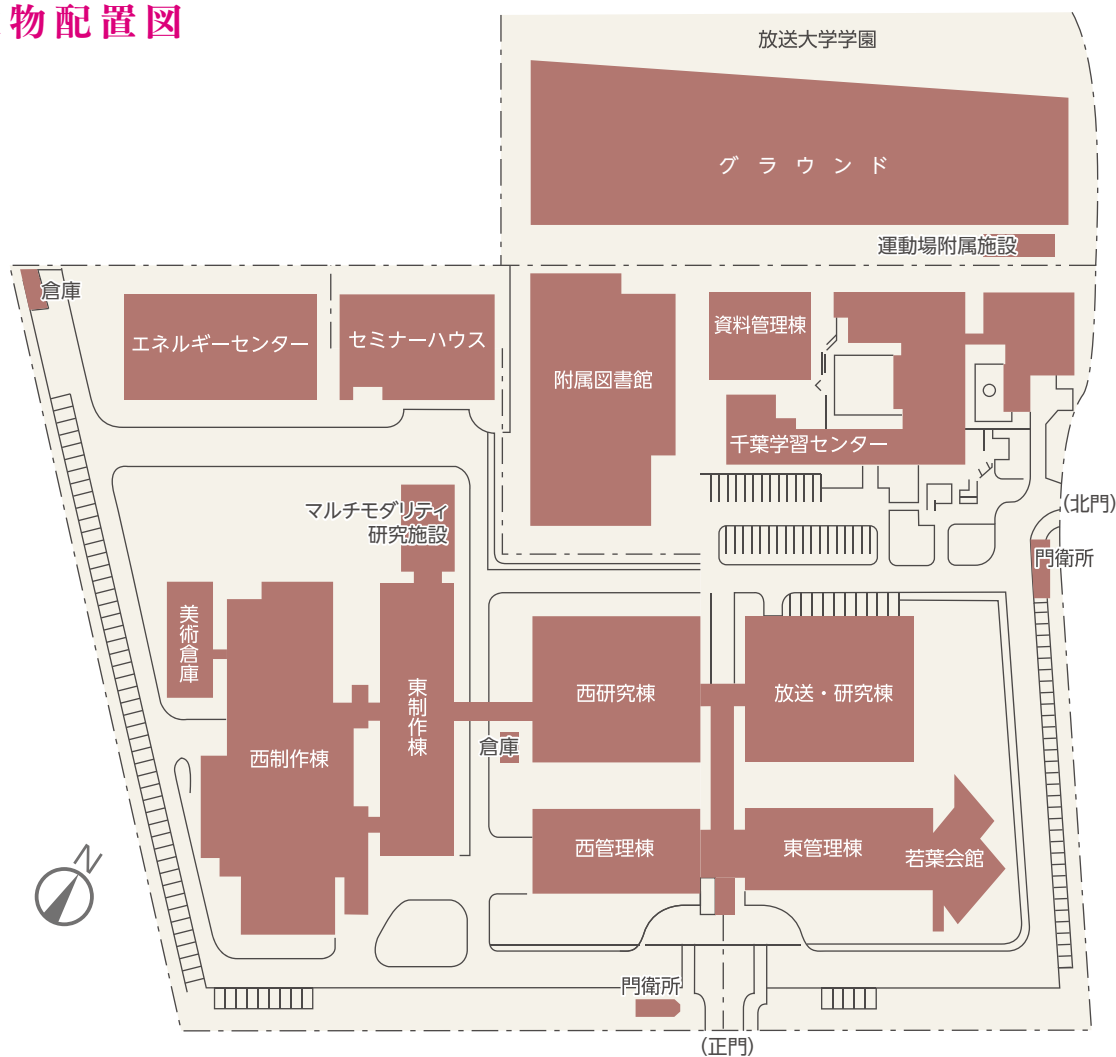 物配置図
放送大学学園
グラウンド
運動場附属施設
倉庫
エネルギーセンター
セミナーハウス
附属図書館
資料管理棟
千葉学習センター
(北門)
門衛所
マルチモダリティ
研究施設
美術倉庫
東制作棟
西制作棟
西研究棟
放送・研究棟
倉庫
西管理棟
東管理棟
若葉会館
N
門衛所
(正門)